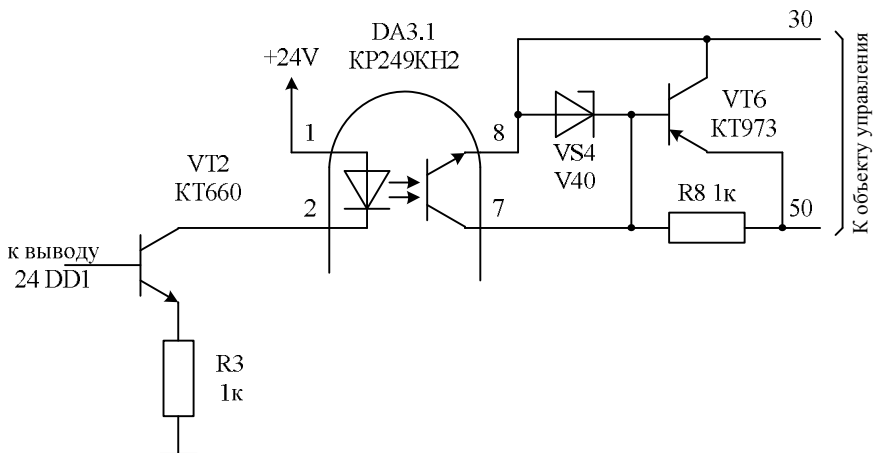 DA3.1
КР249КН2
+24V
30
1
8
VT6
КТ973
VS4
V40
VT2
КТ660
2
7
R8 1к
50
К объекту управления
к выводу
24 DD1
R3
1к